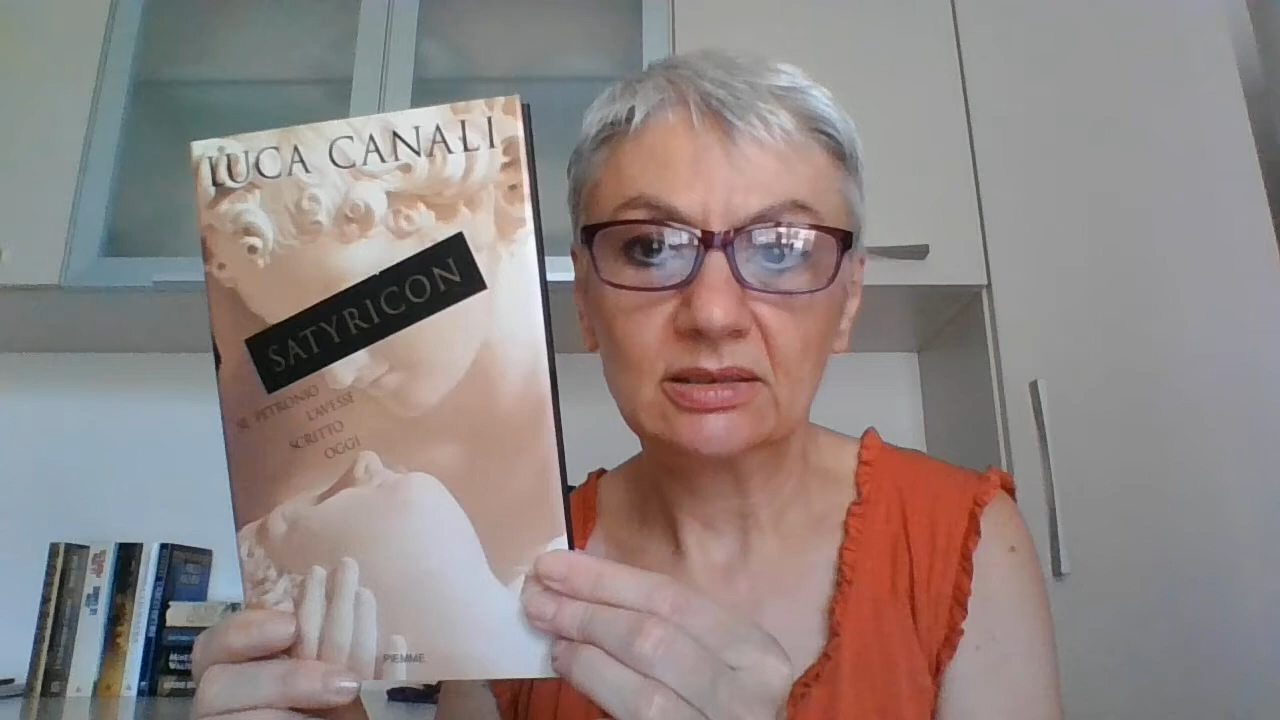 LUCA CANALI
SATYRICON
SE PETRONIO
L'AVESSE
SCRITTO
OGGI
PIEMME